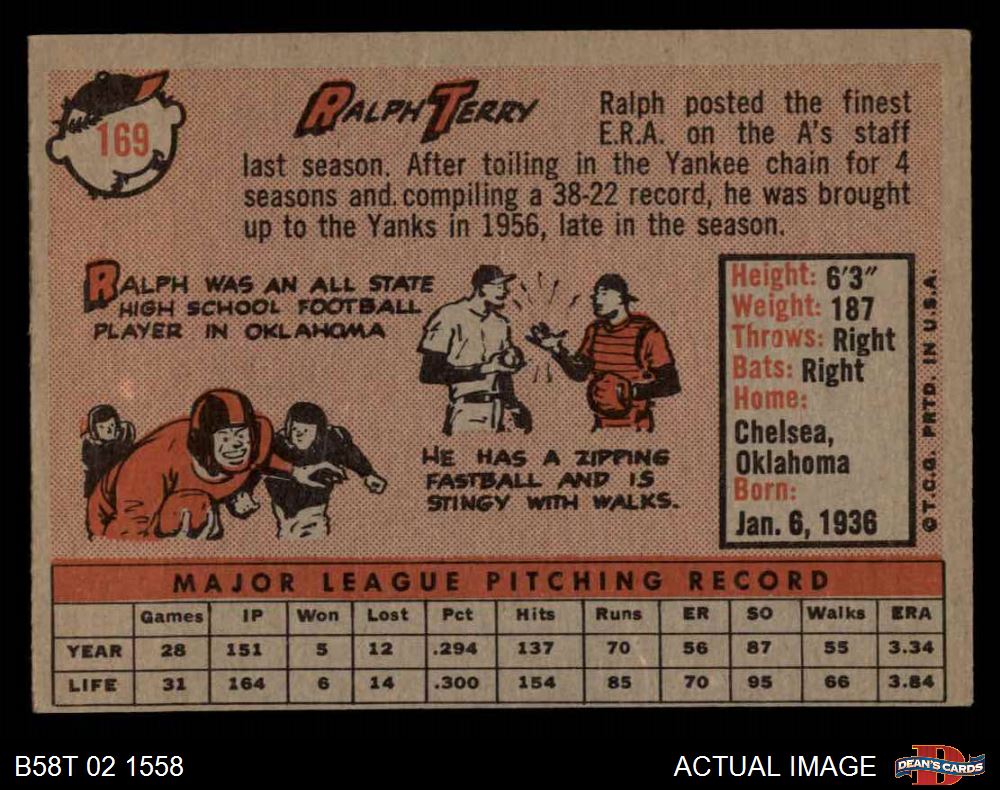 169
RALPH TERRY
Ralph posted the finest
E.R.A. on the A's staff
last season. After toiling in the Yankee chain for 4
seasons and compiling a 38-22 record, he was brought
up to the Yanks in 1956, late in the season.
RALPH WAS AN ALL STATE
HIGH SCHOOL FOOTBALL
PLAYER IN OKLAHOMA
HE HAS A ZIPPING
FASTBALL AND IS
STINGY WITH WALKS.
Height: 6'3"
Weight: 187
Throws: Right
Bats: Right
Home:
Chelsea,
Oklahoma
Born:
Jan. 6, 1936
© T.C.G. PRTD. IN U.S.A.
MAJOR LEAGUE PITCHING RECORD
Games IP Won Lost Pct Hits Runs ER SO Walks ERA
YEAR 28 151 5 12 .294 137 70 56 87 55 3.34
LIFE 31 164 6 14 .300 154 85 70 95 66 3.84
B58T 02 1558
ACTUAL IMAGE
DEAN'S CARDS